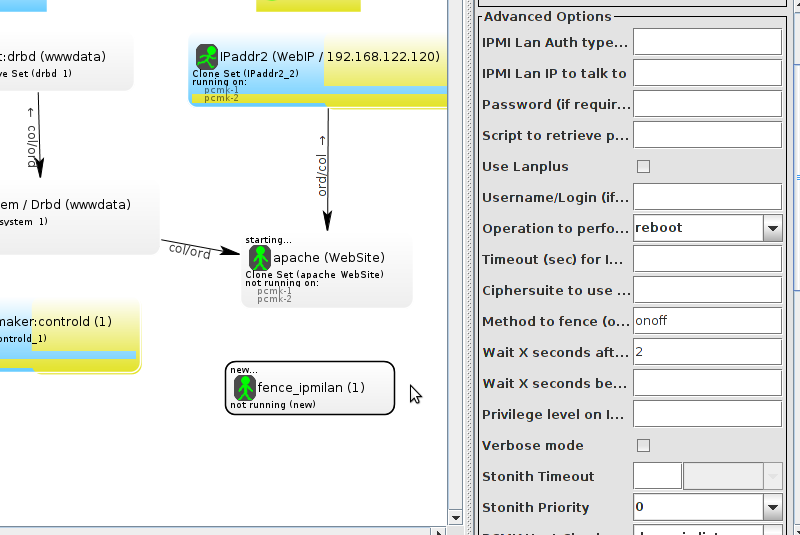 t:drbd (wwwdata)
ve Set (drbd_1)
→ col/ord
IPaddr2 (WebIP / 192.168.122.120)
Clone Set (IPaddr2_2)
running on:
pcmk-1
pcmk-2
ord/col →
em / Drbd (wwwdata)
system_1)
col/ord
starting...
apache (WebSite)
Clone Set (apache_WebSite)
not running on:
pcmk-1
pcmk-2
maker:controld (1)
ontrold_1)
new...
fence_ipmilan (1)
not running (new)
Advanced Options
IPMI Lan Auth type...
IPMI Lan IP to talk to
Password (if requir...
Script to retrieve p...
Use Lanplus
Username/Login (if...
Operation to perfo... reboot
Timeout (sec) for I...
Ciphersuite to use ...
Method to fence (o... onoff
Wait X seconds aft... 2
Wait X seconds be...
Privilege level on I...
Verbose mode
Stonith Timeout
Stonith Priority 0